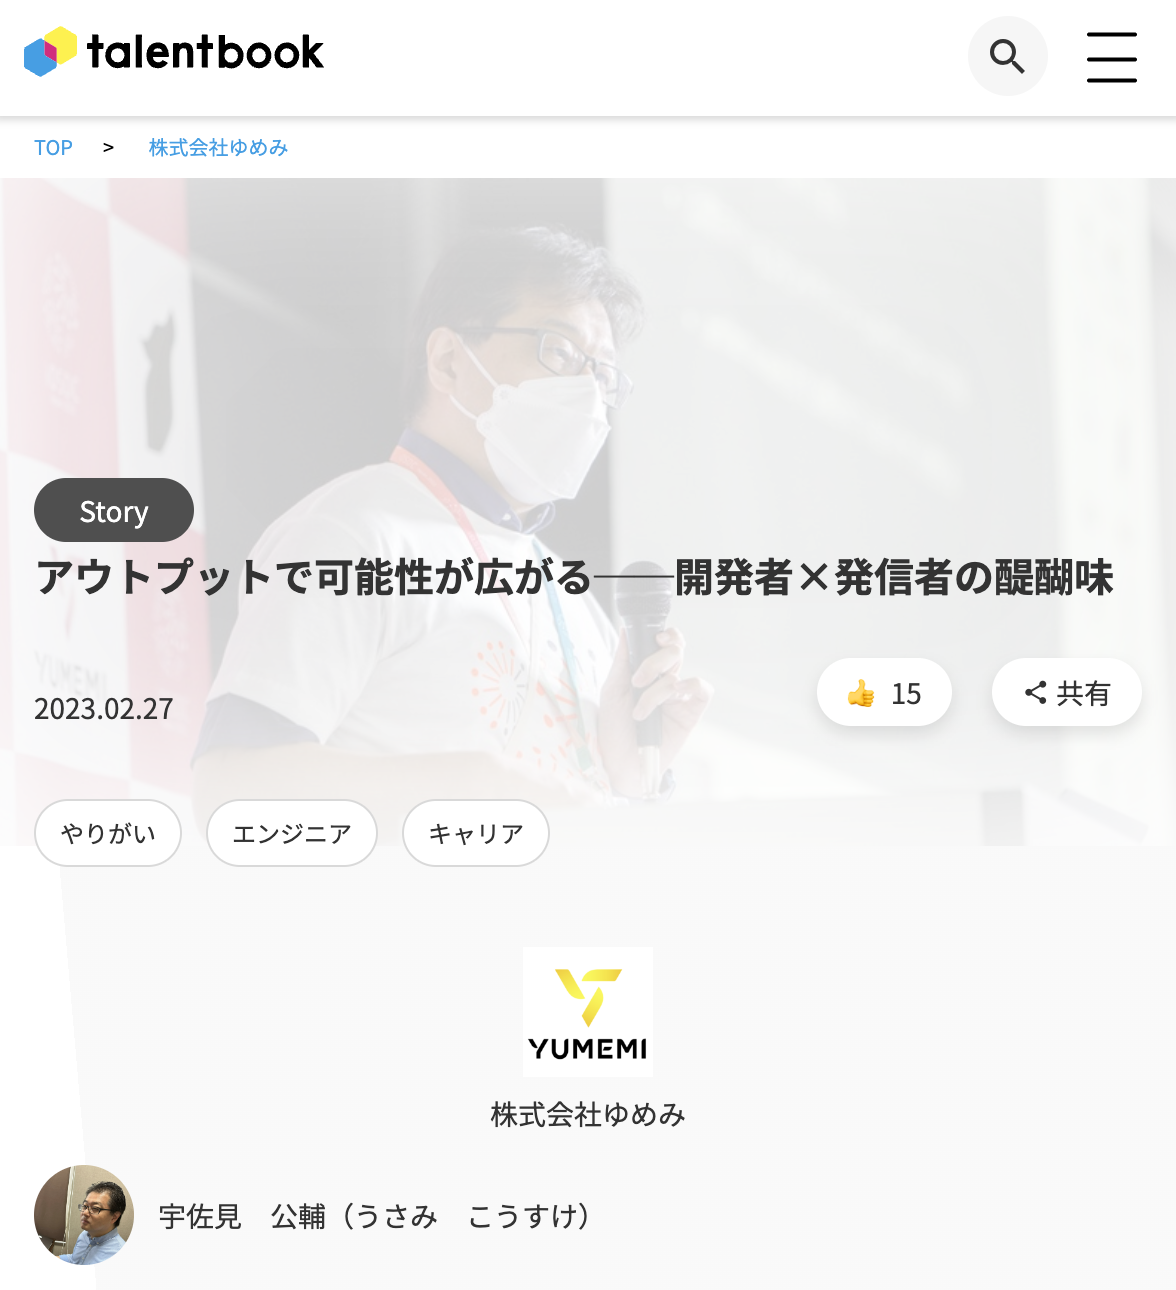 talentbook
TOP > 株式会社ゆめみ
Story
アウトプットで可能性が広がる――開発者×発信者の醍醐味
2023.02.27
👍 15
共有
やりがい
エンジニア
キャリア
YUMEMI
YUMEMI
株式会社ゆめみ
宇佐見　公輔（うさみ　こうすけ）